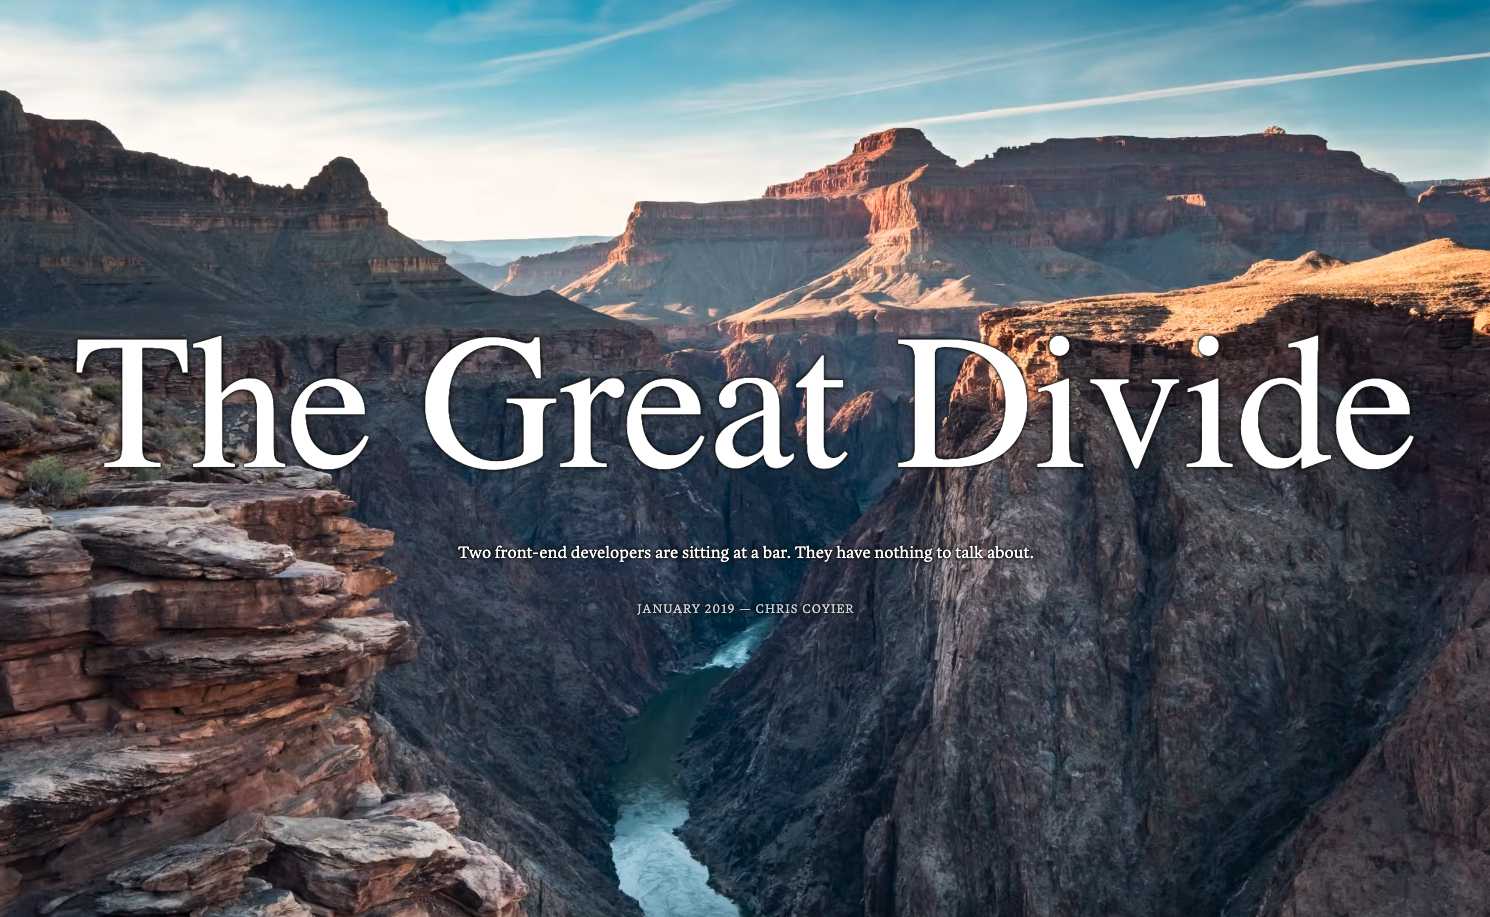 The Great Divide
Two front-end developers are sitting at a bar. They have nothing to talk about.
JANUARY 2019 — CHRIS COYIER